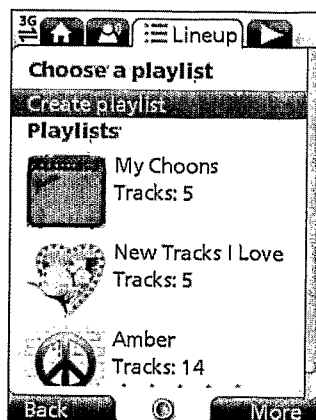 3G
Lineup
Choose a playlist
Create playlist
Playlists
My Choons
Tracks: 5
New Tracks I Love
Tracks: 5
Amber
Tracks: 14
Back
More